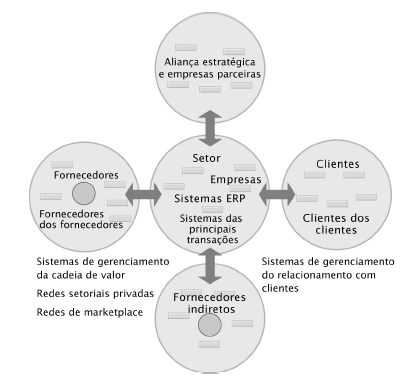 Aliança estratégica
e empresas parceiras
Setor
Empresas
Sistemas ERP
Sistemas das
principais
transações
Fornecedores
Fornecedores
dos fornecedores
Clientes
Clientes dos
clientes
Sistemas de gerenciamento
da cadeia de valor
Redes setoriais privadas
Redes de marketplace
Sistemas de gerenciamento
do relacionamento com
clientes
Fornecedores
indiretos